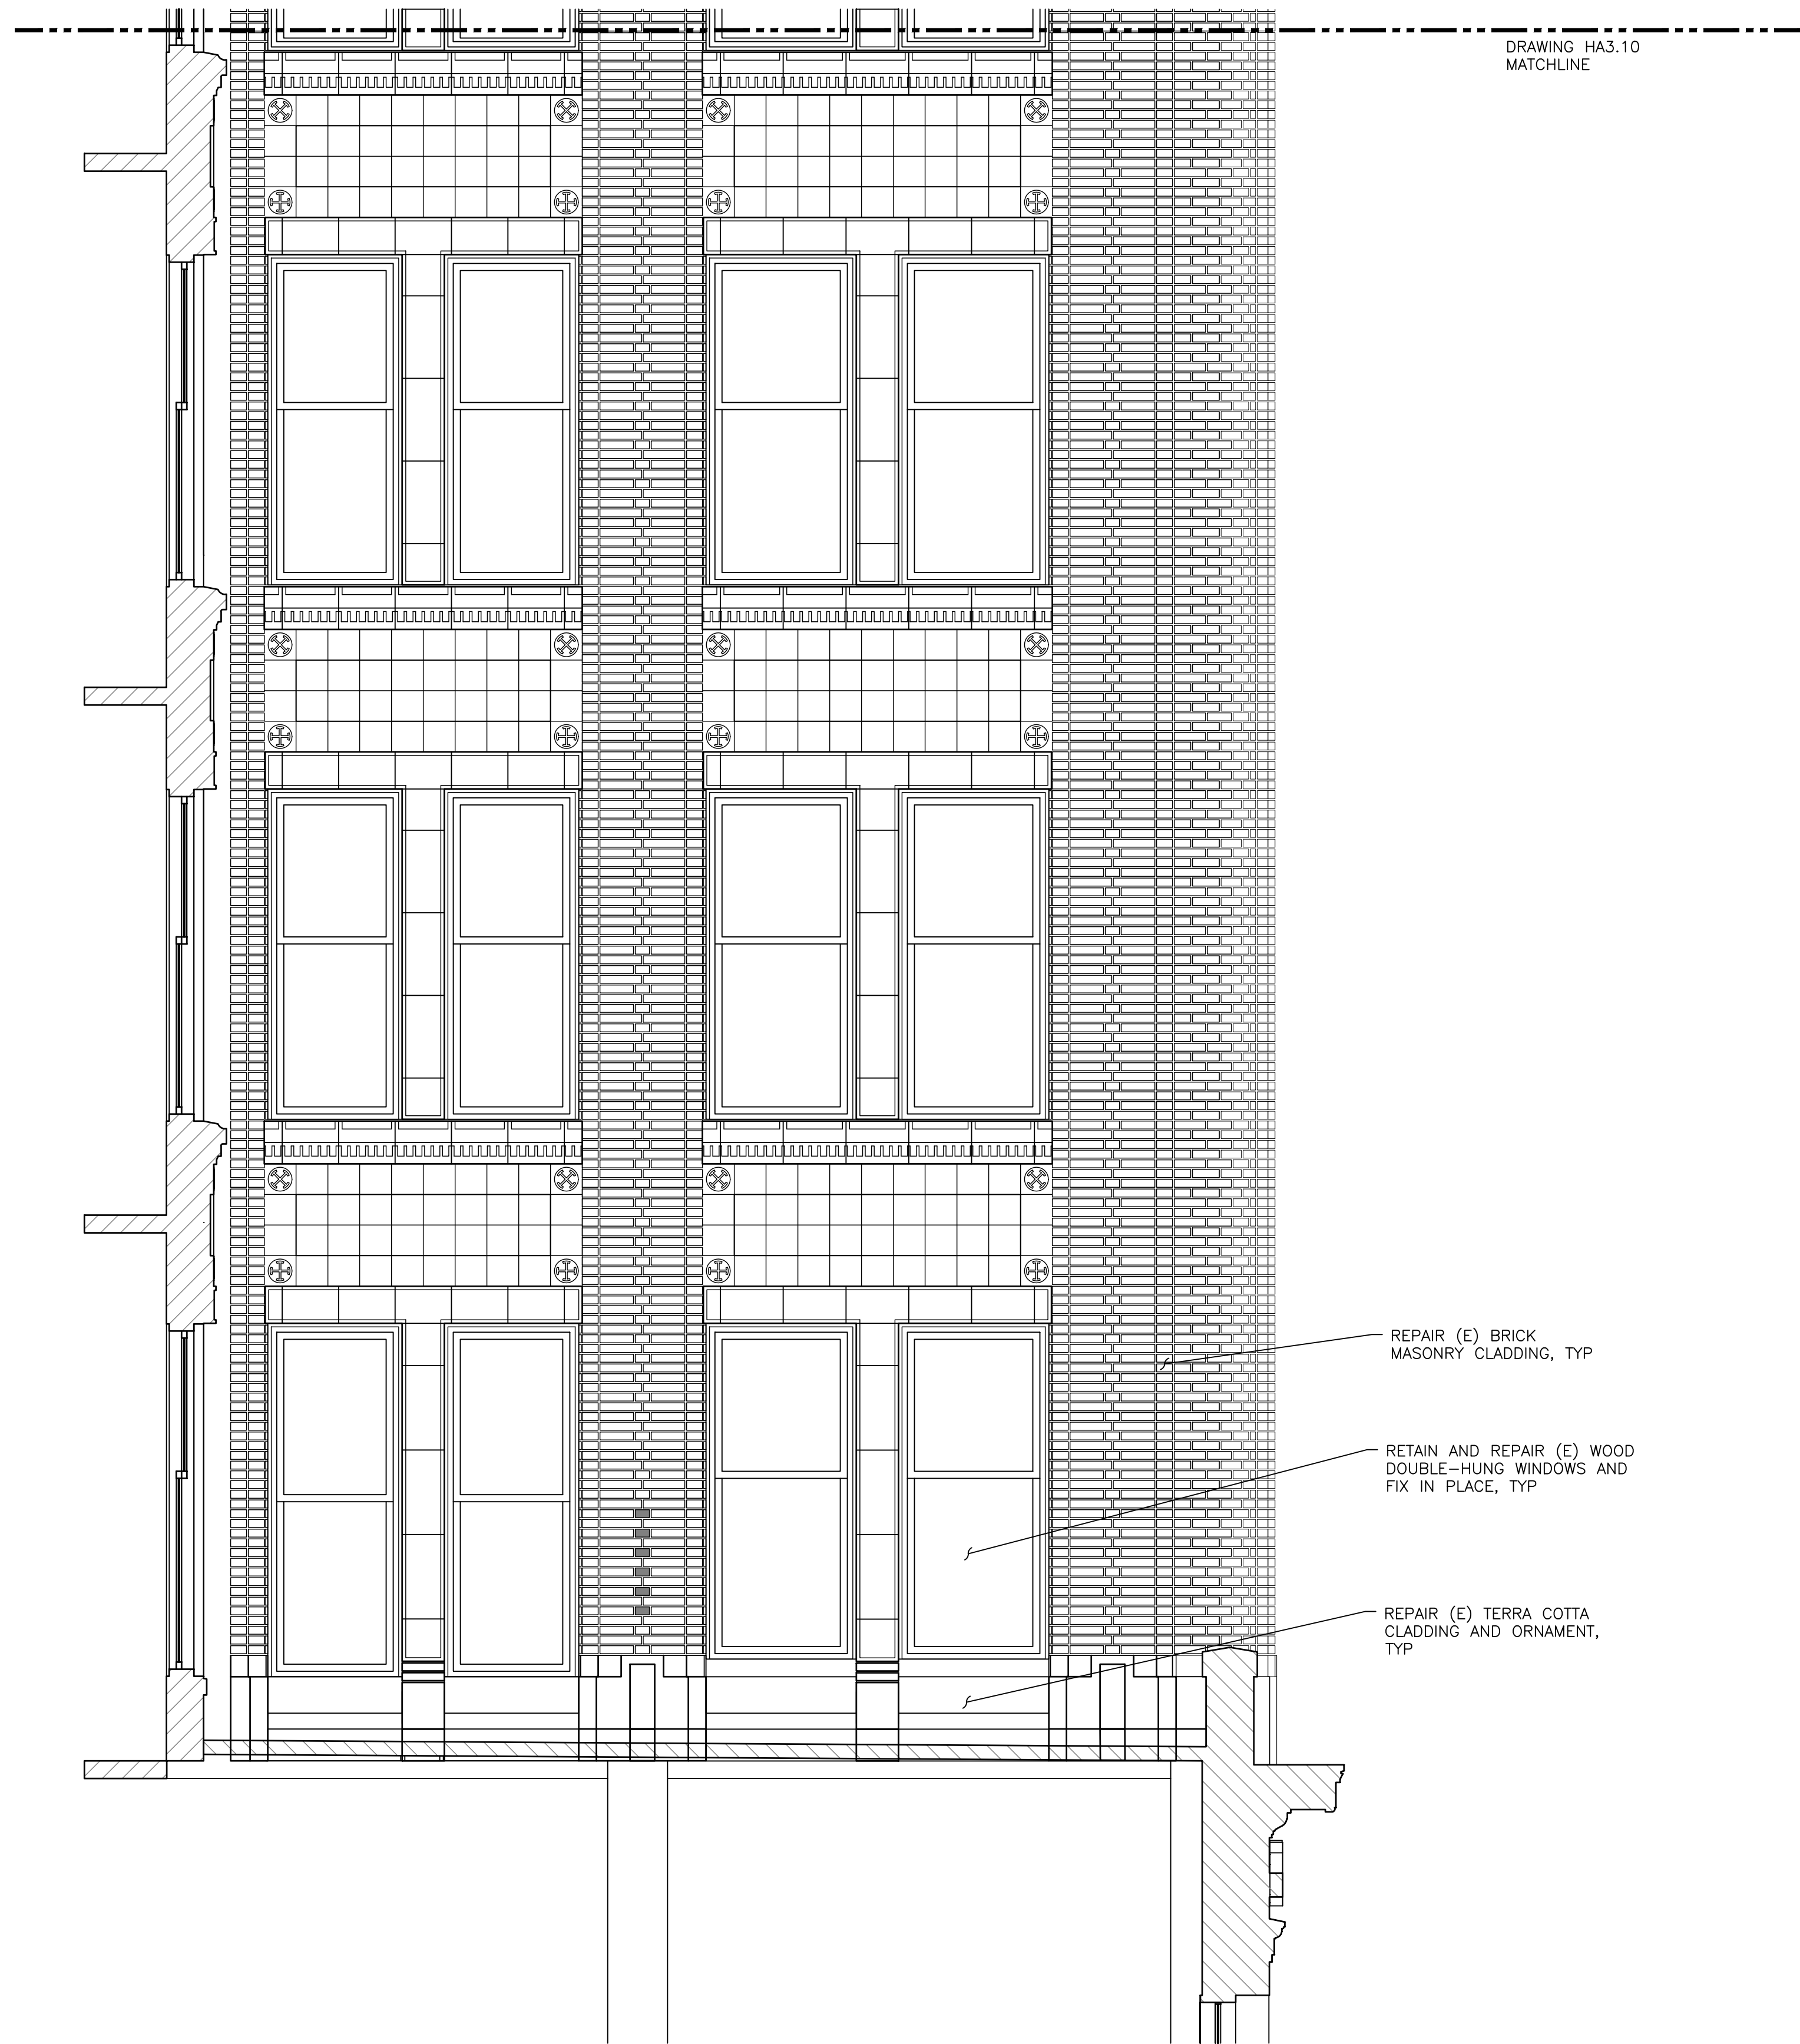 DRAWING HA3.10
MATCHLINE
REPAIR (E) BRICK
MASONRY CLADDING, TYP
RETAIN AND REPAIR (E) WOOD
DOUBLE-HUNG WINDOWS AND
FIX IN PLACE, TYP
REPAIR (E) TERRA COTTA
CLADDING AND ORNAMENT,
TYP